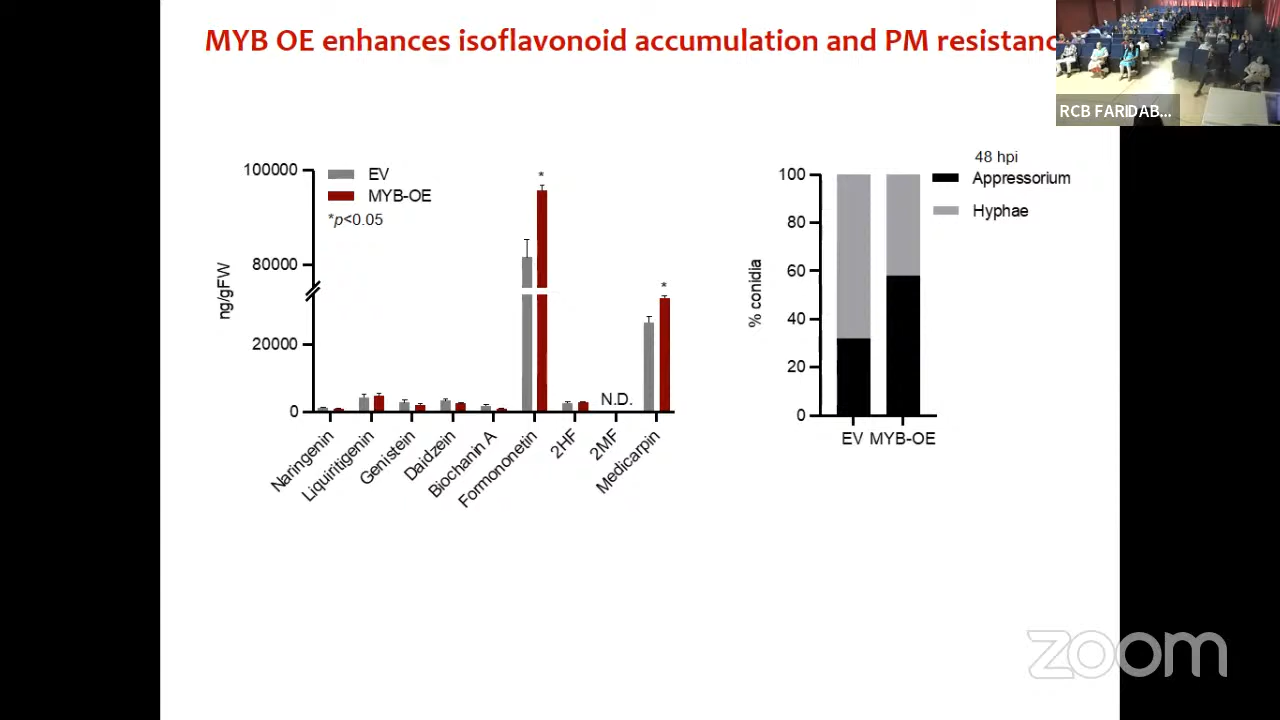 MYB OE enhances isoflavonoid accumulation and PM
RCB FARIDAB...
100000
80000
20000
0
ng/gFW
EV
MYB-OE
*p<0.05
*
*
N.D.
Naringenin
Liquiritigenin
Genistein
Daidzein
Biochanin A
Formononetin
2HF
2MF
Medicarpin
48 hpi
Appressorium
Hyphae
100
80
60
40
20
0
% conidia
EV MYB-OE
zoom